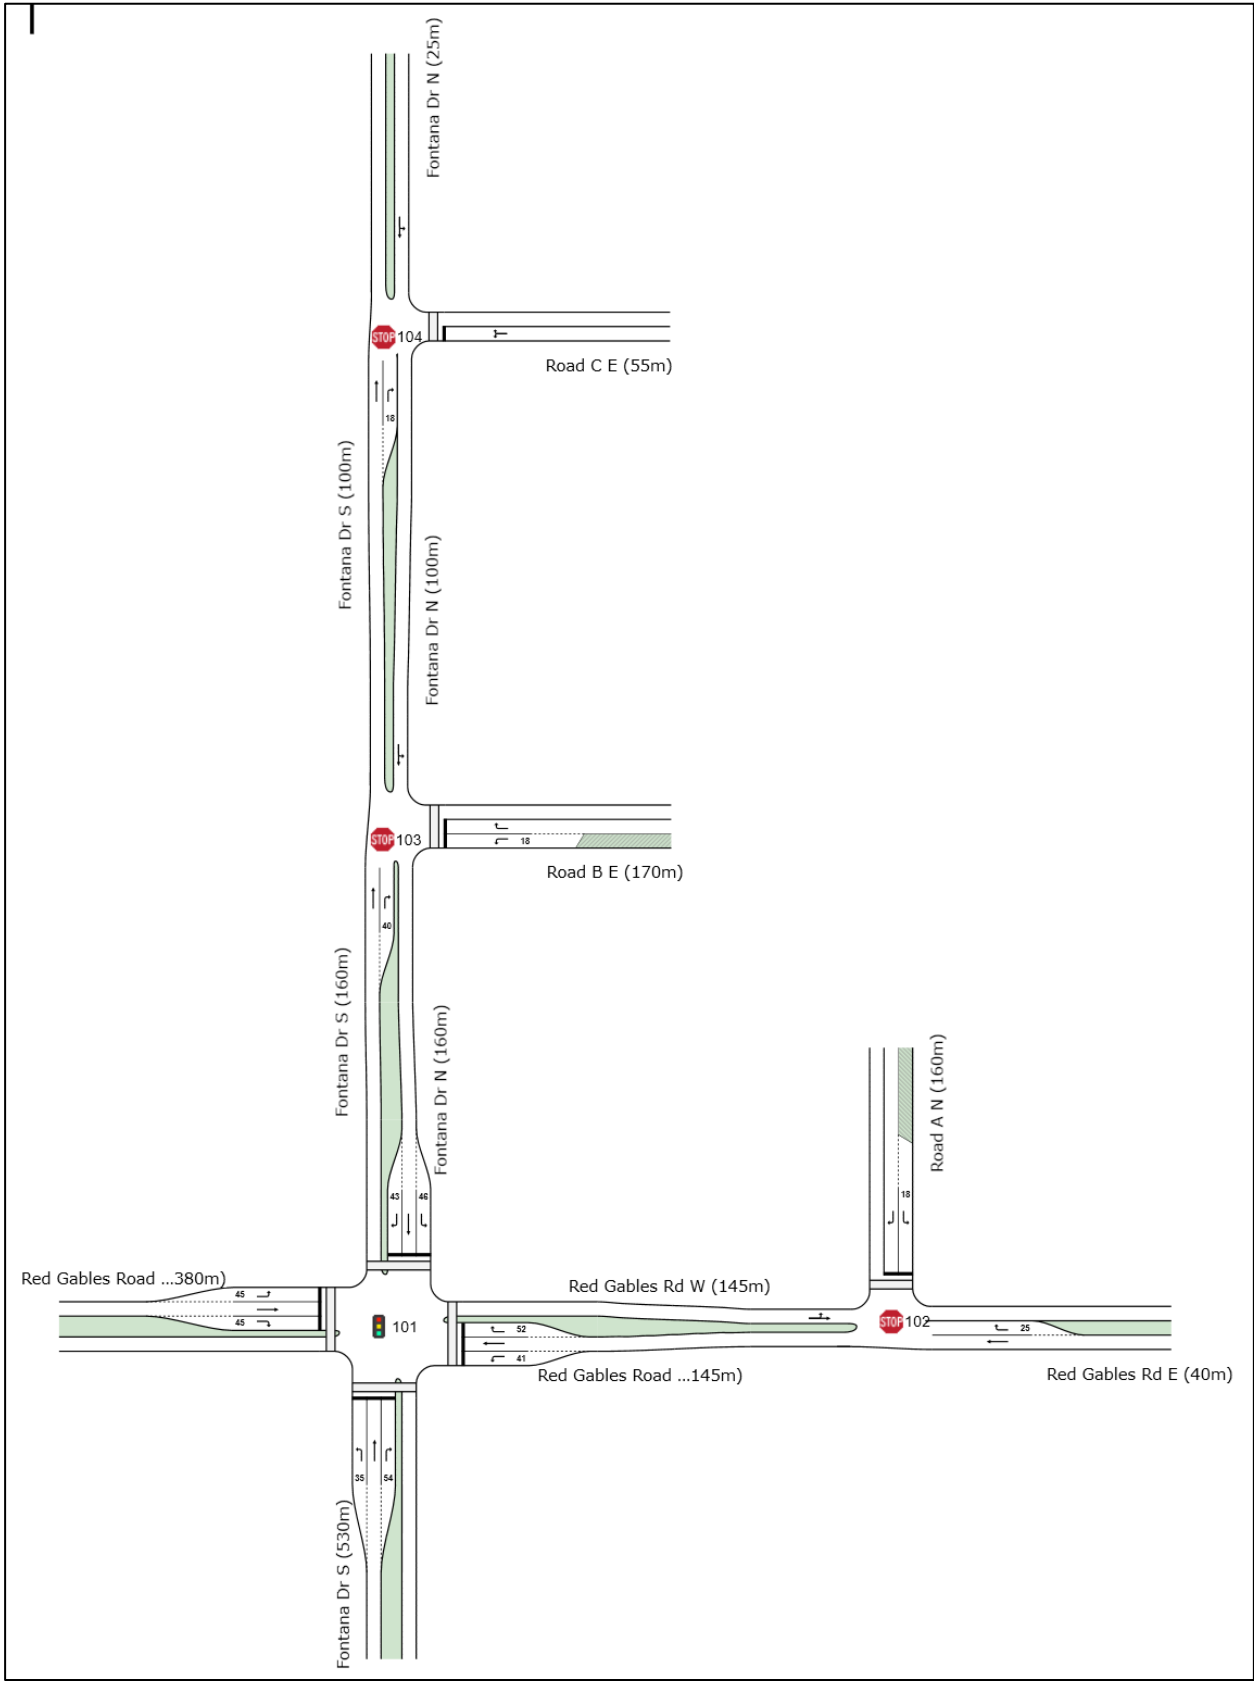 Fontana Dr N (25m)
STOP 104
Road C E (55m)
18
Fontana Dr S (100m)
Fontana Dr N (100m)
STOP 103
18
Road B E (170m)
40
Fontana Dr S (160m)
Fontana Dr N (160m)
Road A N (160m)
43 46
18
Red Gables Road ...380m)
Red Gables Rd W (145m)
45
45
101
52
41
STOP 102
25
Red Gables Road ...145m)
Red Gables Rd E (40m)
35 54
Fontana Dr S (530m)